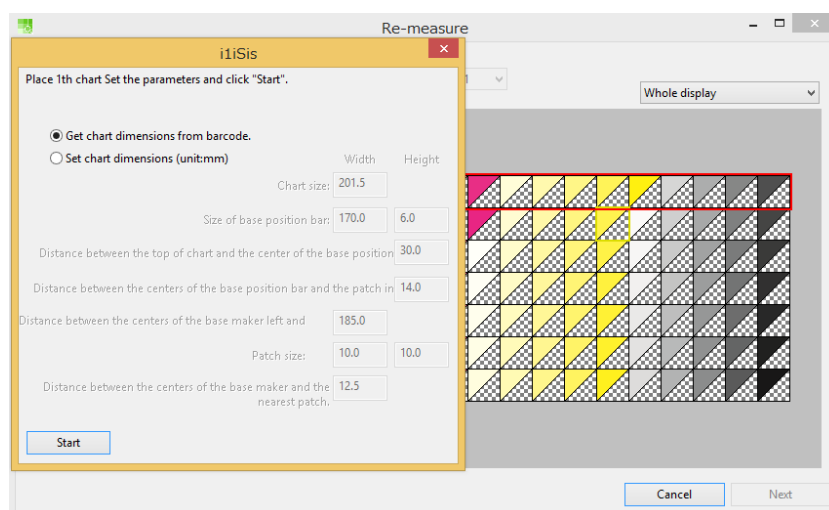 Re-measure
i1iSis
Place 1th chart Set the parameters and click "Start".
1
Whole display
Get chart dimensions from barcode.
Set chart dimensions (unit:mm)
Width Height
Chart size: 201.5
Size of base position bar: 170.0 6.0
Distance between the top of chart and the center of the base position 30.0
Distance between the centers of the base position bar and the patch in 14.0
Distance between the centers of the base maker left and 185.0
Patch size: 10.0 10.0
Distance between the centers of the base maker and the 12.5
nearest patch.
Start
Cancel Next